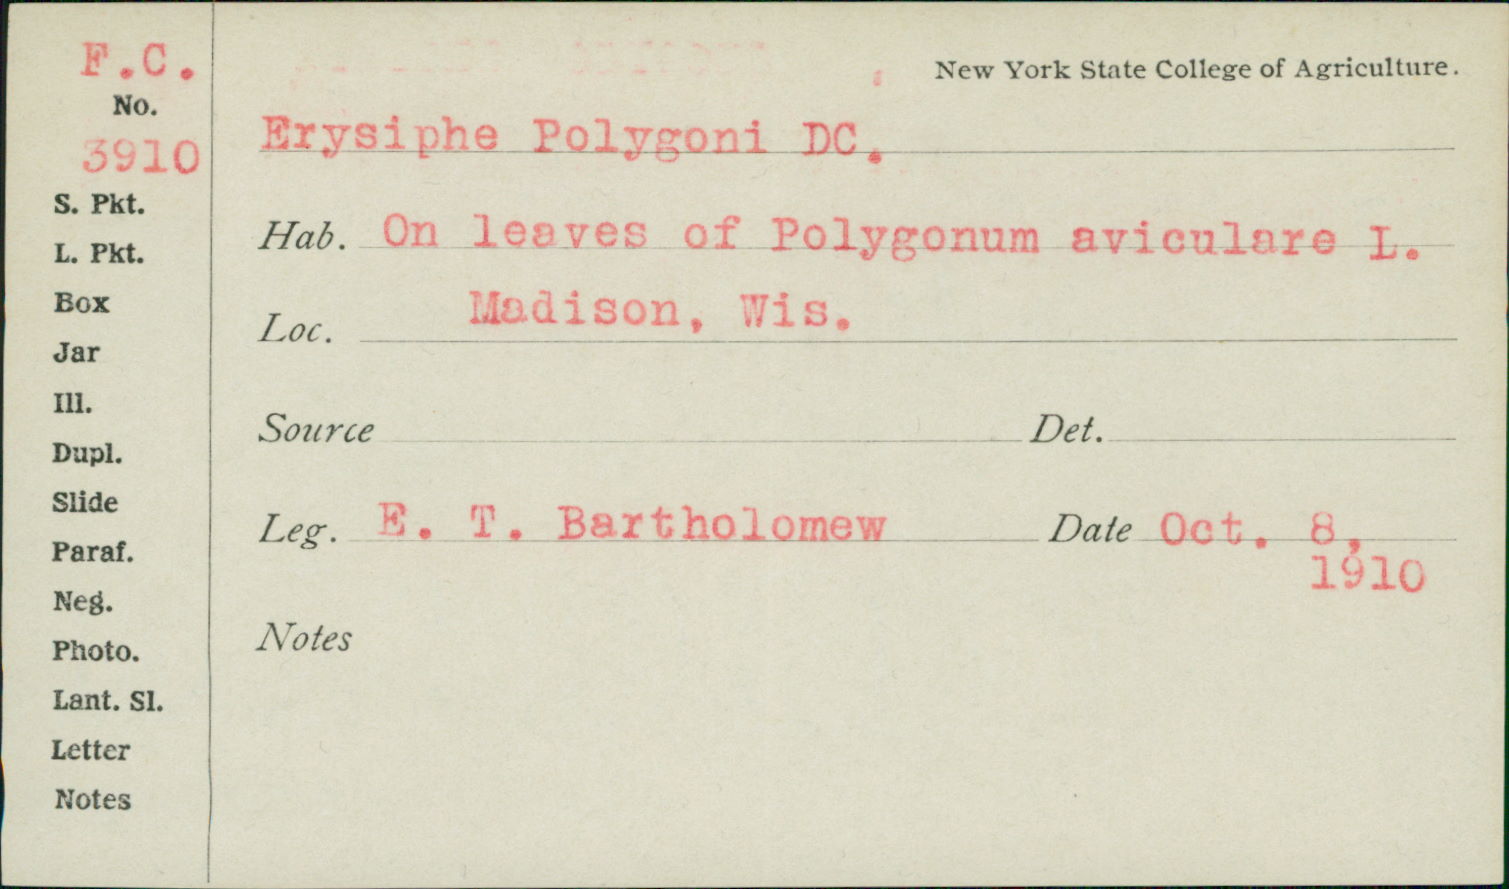 F.C.
No.
3910
S. Pkt.
L. Pkt.
Box
Jar
Ill.
Dupl.
Slide
Paraf.
Neg.
Photo.
Lant. Sl.
Letter
Notes
New York State College of Agriculture.
Erysiphe Polygoni DC.
Hab. On leaves of Polygonum aviculare L.
Loc. Madison, Wis.
Source Det.
Leg. E. T. Bartholomew Date Oct. 8,
1910
Notes